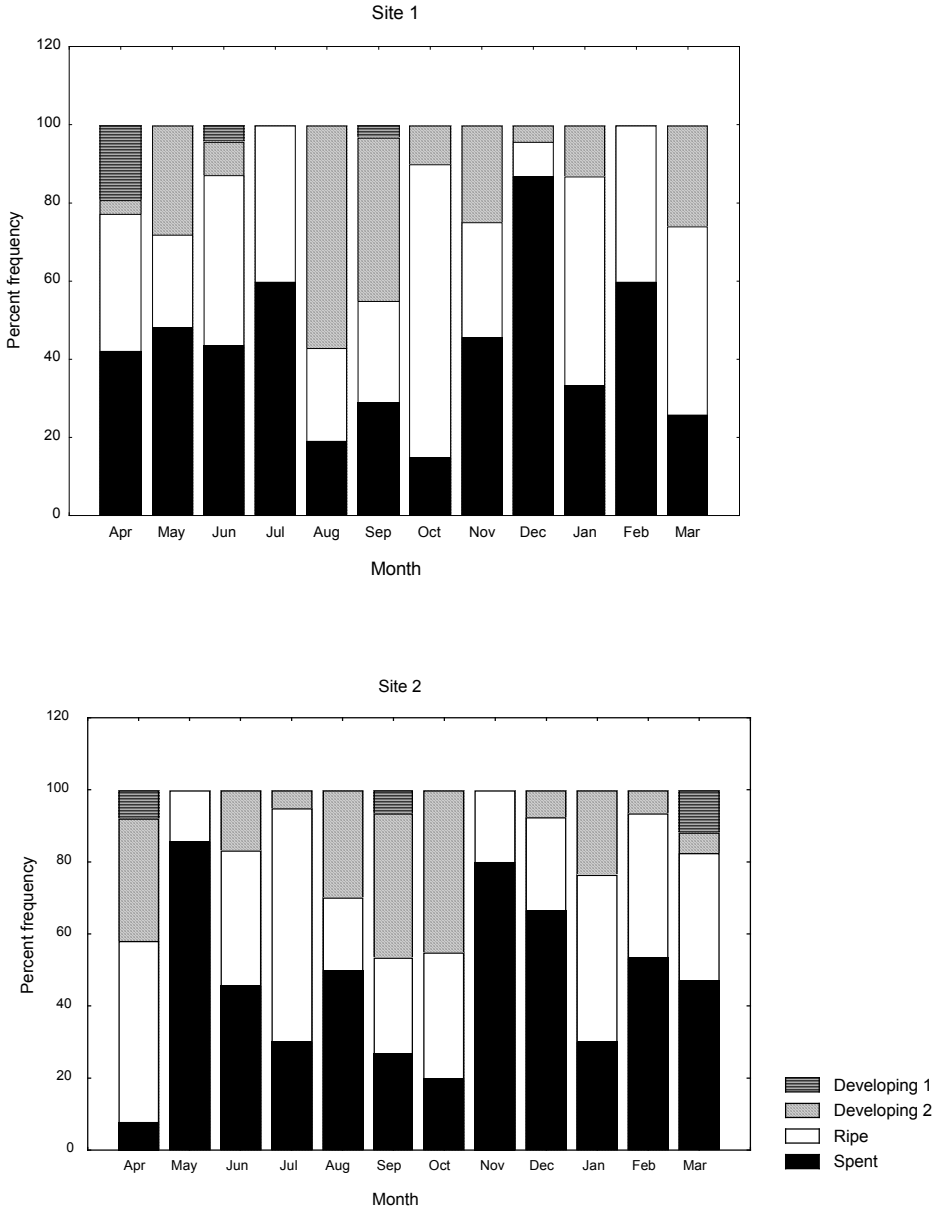 Site 1
120
100
80
60
40
20
0
Percent frequency
Apr May Jun Jul Aug Sep Oct Nov Dec Jan Feb Mar
Month
Site 2
120
100
80
60
40
20
0
Percent frequency
Apr May Jun Jul Aug Sep Oct Nov Dec Jan Feb Mar
Month
Developing 1
Developing 2
Ripe
Spent